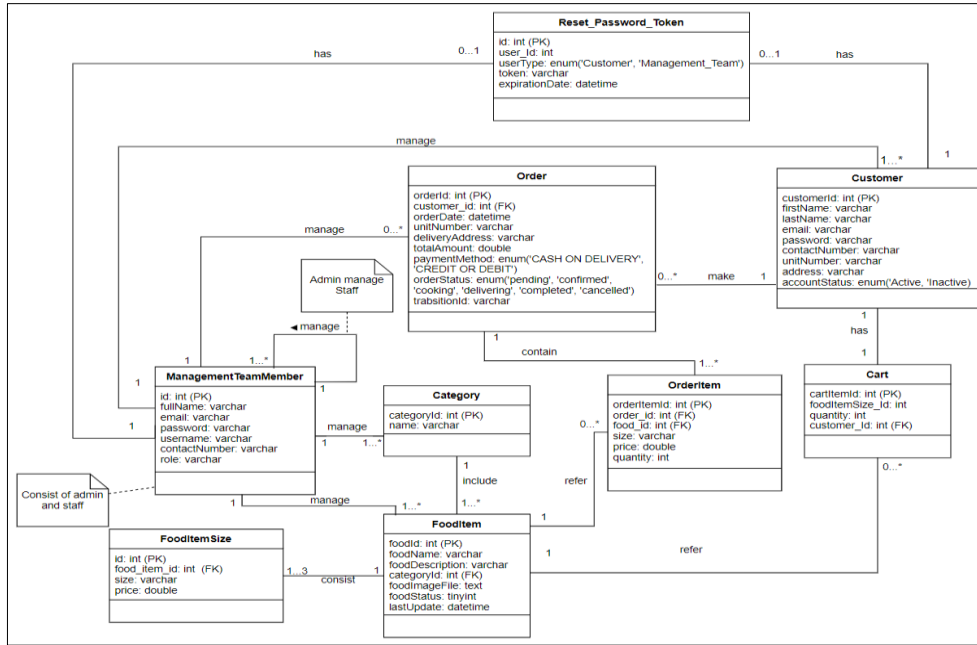 Reset_Password_Token
id: int (PK)
user_Id: int
userType: enum('Customer', 'Management_Team')
token: varchar
expirationDate: datetime
has
0...1
0...1
has
manage
1
1...*
Order
orderId: int (PK)
customer_id: int (FK)
orderDate: datetime
unitNumber: varchar
deliveryAddress: varchar
totalAmount: double
paymentMethod: enum('CASH ON DELIVERY',
'CREDIT OR DEBIT')
orderStatus: enum('pending', 'confirmed',
'cooking', 'delivering', 'completed', 'cancelled')
trabsitionId: varchar
Customer
customerId: int (PK)
firstName: varchar
lastName: varchar
email: varchar
password: varchar
contactNumber: varchar
unitNumber: varchar
address: varchar
accountStatus: enum('Active, 'Inactive)
manage
0...*
Admin manage
Staff
0...*
make
1
◄ manage
1
1...*
1
1
1
contain
1...*
1
has
1
ManagementTeamMember
id: int (PK)
fullName: varchar
email: varchar
password: varchar
username: varchar
contactNumber: varchar
role: varchar
1
1
manage
1
1...*
Category
categoryId: int (PK)
name: varchar
OrderItem
orderItemId: int (PK)
order_id: int (FK)
food_id: int (FK)
size: varchar
price: double
quantity: int
Cart
cartItemId: int (PK)
foodItemSize_Id: int
quantity: int
customer_Id: int (FK)
0...*
refer
1
0...*
1
include
1...*
Consist of admin
and staff
1
manage
1...*
FoodItemSize
id: int (PK)
food_item_id: int (FK)
size: varchar
price: double
1...3
consist
1
FoodItem
foodId: int (PK)
foodName: varchar
foodDescription: varchar
categoryId: int (FK)
foodImageFile: text
foodStatus: tinyint
lastUpdate: datetime
1
refer